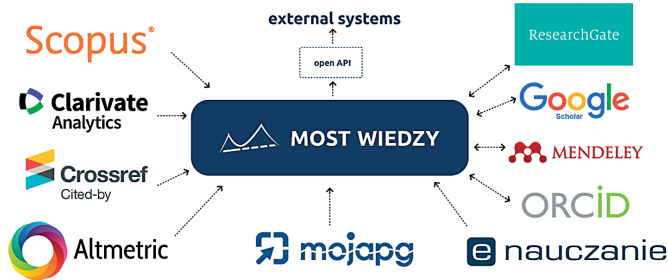 external systems
open API
Scopus®
Clarivate
Analytics
Crossref
Cited-by
Altmetric
MOST WIEDZY
mojapg
ResearchGate
Google
Scholar
MENDELEY
ORCiD
e nauczanie